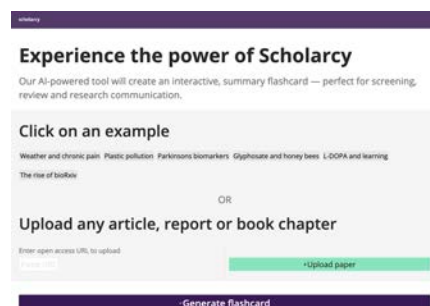 scholarcy
Experience the power of Scholarcy
Our AI-powered tool will create an interactive, summary flashcard — perfect for screening,
review and research communication.
Click on an example
Weather and chronic pain Plastic pollution Parkinsons biomarkers Glyphosate and honey bees L-DOPA and learning
The rise of bioRxiv
OR
Upload any article, report or book chapter
Enter open access URL to upload
+Upload paper
Generate flashcard